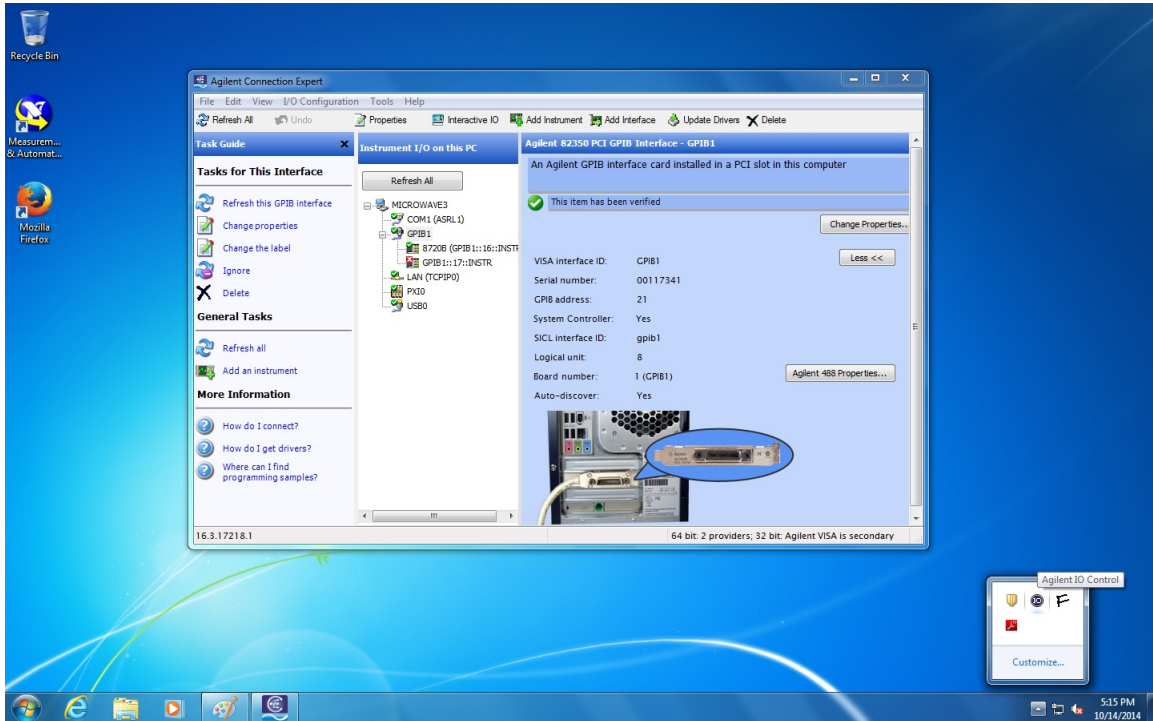 Recycle Bin
Measurem...
& Automat...
Mozilla
Firefox
Agilent Connection Expert
File Edit View I/O Configuration Tools Help
Refresh All Undo Properties Interactive IO Add Instrument Add Interface Update Drivers Delete
Task Guide
Tasks for This Interface
Refresh this GPIB interface
Change properties
Change the label
Ignore
Delete
General Tasks
Refresh all
Add an instrument
More Information
How do I connect?
How do I get drivers?
Where can I find
programming samples?
Instrument I/O on this PC
Refresh All
MICROWAVE3
COM1 (ASRL1)
GPIB1
8720B (GPIB1::16::INSTR
GPIB1::17::INSTR
LAN (TCPIP0)
PXI0
USB0
Agilent 82350 PCI GPIB Interface - GPIB1
An Agilent GPIB interface card installed in a PCI slot in this computer
This item has been verified
Change Properties..
Less <<
VISA interface ID: GPIB1
Serial number: 00117341
GPIB address: 21
System Controller: Yes
SICL interface ID: gpib1
Logical unit: 8
Board number: 1 (GPIB1)
Agilent 488 Properties...
Auto-discover: Yes
16.3.17218.1
64 bit: 2 providers; 32 bit: Agilent VISA is secondary
Agilent IO Control
IO
Customize...
5:15 PM
10/14/2014